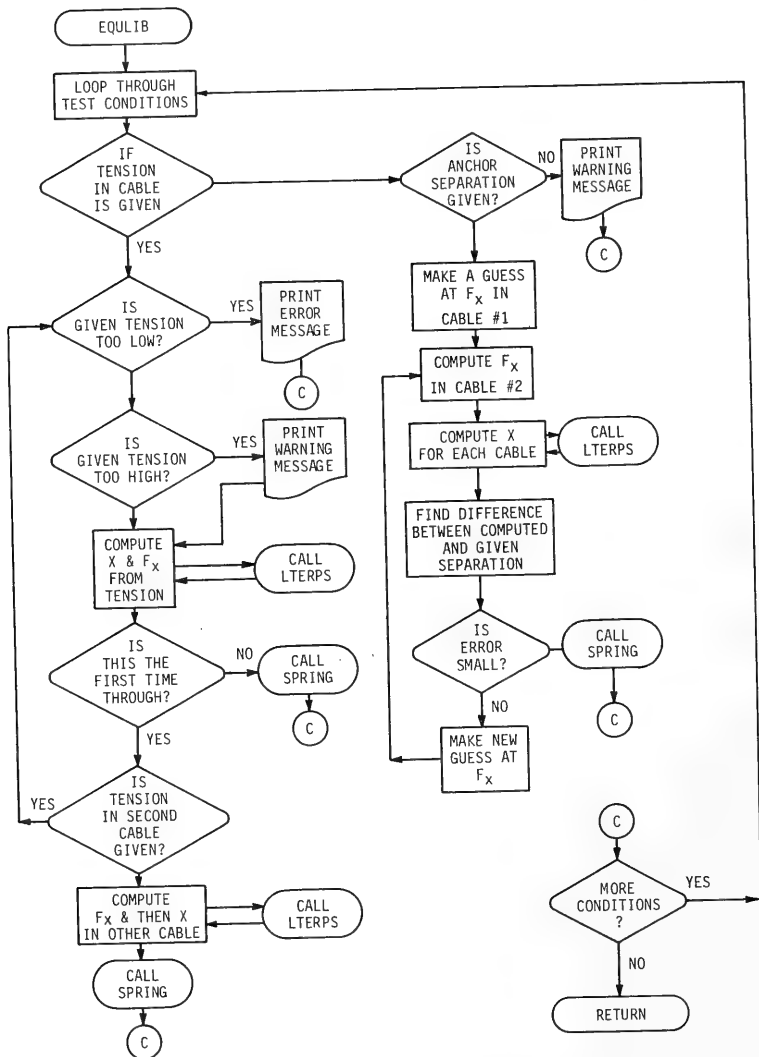 EQULIB
LOOP THROUGH
TEST CONDITIONS
IF
TENSION
IN CABLE
IS GIVEN
YES
IS
GIVEN TENSION
TOO LOW?
YES
PRINT
ERROR
MESSAGE
C
IS
GIVEN TENSION
TOO HIGH?
YES
PRINT
WARNING
MESSAGE
COMPUTE
X & Fx
FROM
TENSION
CALL
LTERPS
IS
THIS THE
FIRST TIME
THROUGH?
NO
CALL
SPRING
C
YES
IS
TENSION
IN SECOND
CABLE
GIVEN?
YES
COMPUTE
Fx & THEN X
IN OTHER CABLE
CALL
LTERPS
CALL
SPRING
C
IS
ANCHOR
SEPARATION
GIVEN?
NO
PRINT
WARNING
MESSAGE
C
MAKE A GUESS
AT Fx IN
CABLE #1
COMPUTE Fx
IN CABLE #2
COMPUTE X
FOR EACH CABLE
CALL
LTERPS
FIND DIFFERENCE
BETWEEN COMPUTED
AND GIVEN
SEPARATION
IS
ERROR
SMALL?
CALL
SPRING
C
NO
MAKE NEW
GUESS AT
Fx
C
MORE
CONDITIONS
?
YES
NO
RETURN